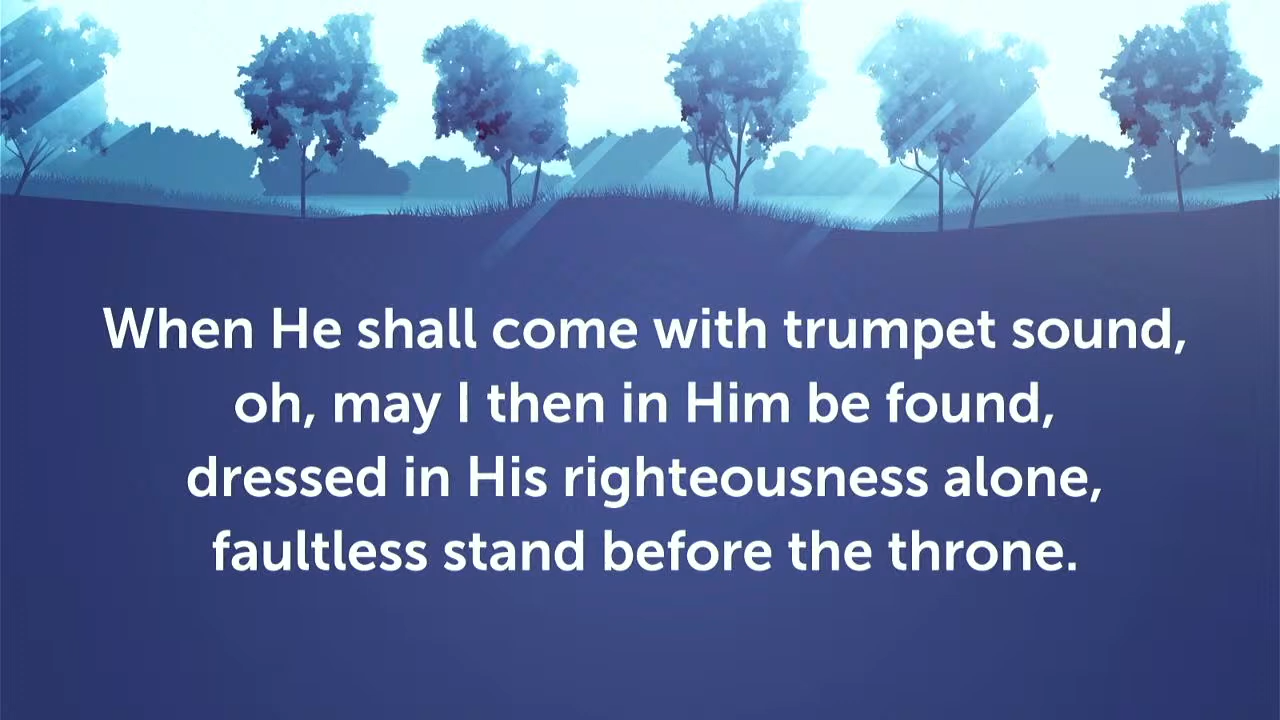 When He shall come with trumpet sound,
oh, may I then in Him be found,
dressed in His righteousness alone,
faultless stand before the throne.